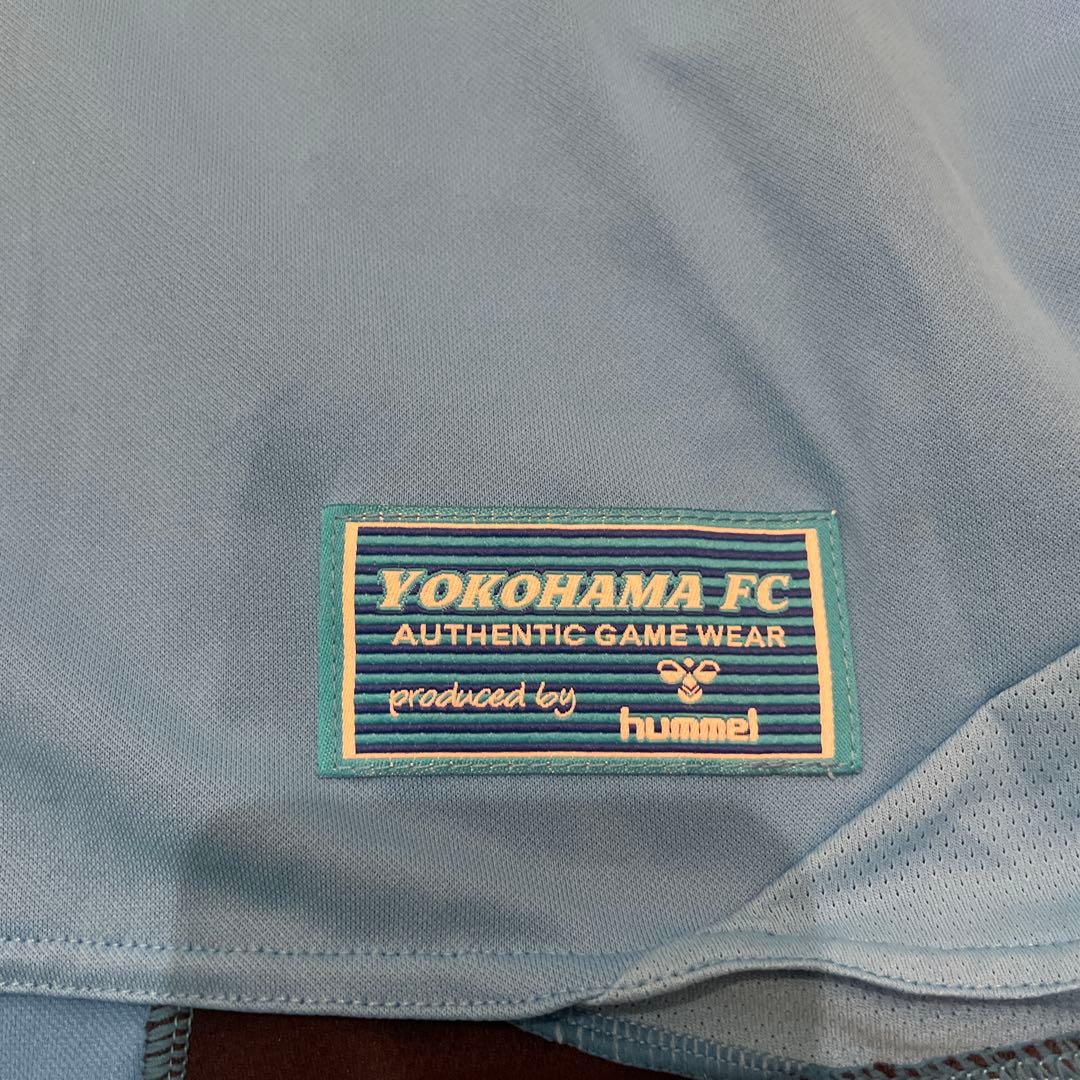 YOKOHAMA FC
AUTHENTIC GAME WEAR
produced by
hummel